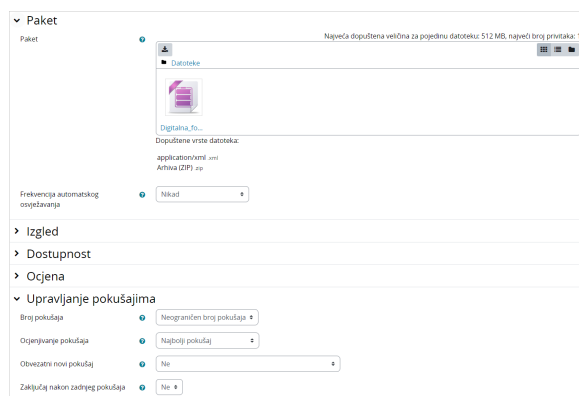 Paket
Paket
Najveća dopuštena veličina za pojedinu datoteku: 512 MB, najveći broj privitaka: 1
Datoteke
Digitalna_fo...
Dopuštene vrste datoteka:
application/xml .xml
Arhiva (ZIP) .zip
Frekvencija automatskog
osvježavanja
Nikad
Izgled
Dostupnost
Ocjena
Upravljanje pokušajima
Broj pokušaja
Neograničen broj pokušaja
Ocjenjivanje pokušaja
Najbolji pokušaj
Obvezatni novi pokušaj
Ne
Zaključaj nakon zadnjeg pokušaja
Ne